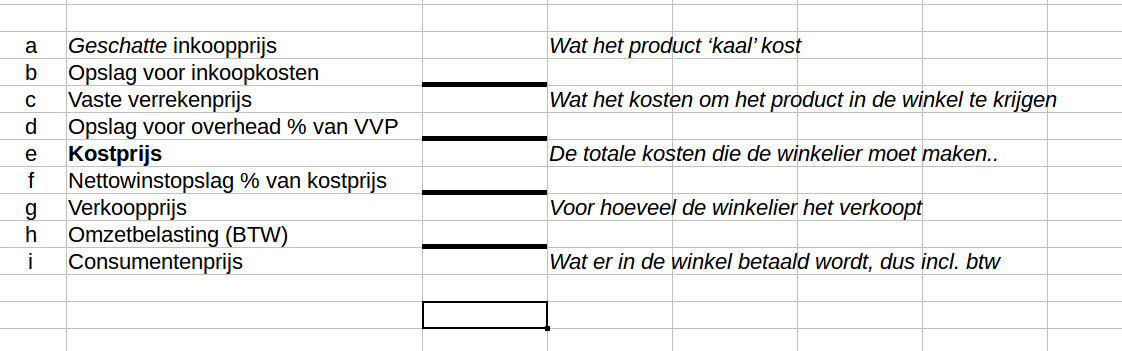 a Geschatte inkoopprijs Wat het product ‘kaal’ kost
b Opslag voor inkoopkosten
c Vaste verrekenprijs Wat het kosten om het product in de winkel te krijgen
d Opslag voor overhead % van VVP
e Kostprijs De totale kosten die de winkelier moet maken..
f Nettowinstopslag % van kostprijs
g Verkoopprijs Voor hoeveel de winkelier het verkoopt
h Omzetbelasting (BTW)
i Consumentenprijs Wat er in de winkel betaald wordt, dus incl. btw